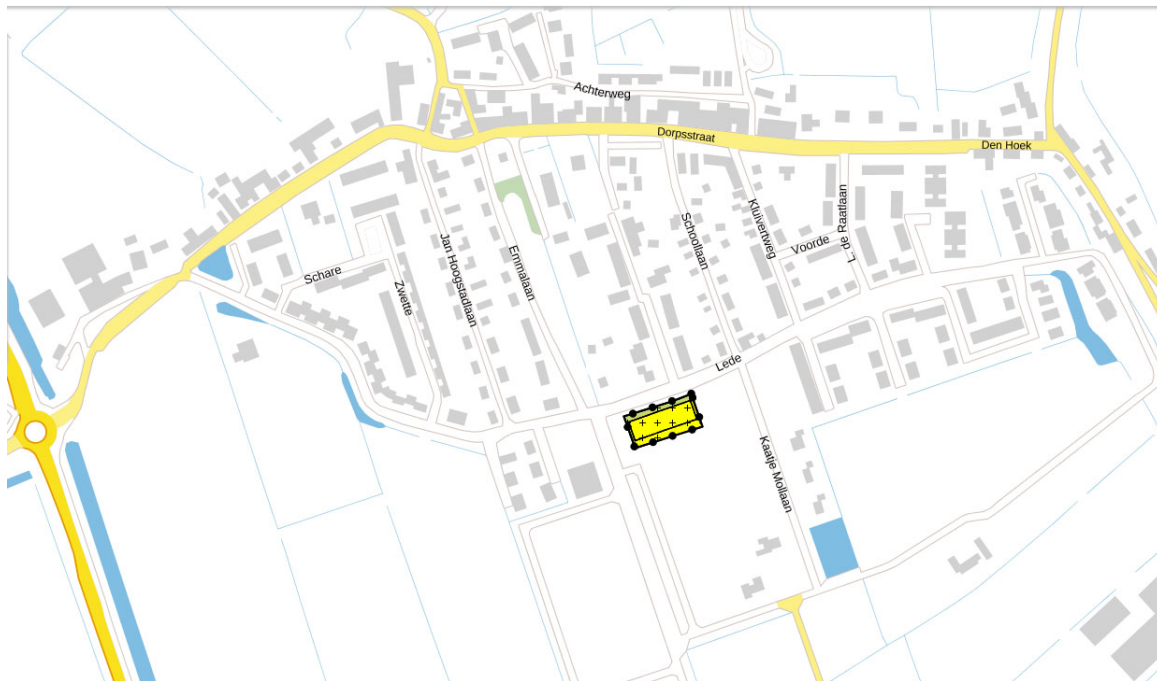 Achterweg
Dorpsstraat
Den Hoek
Schoollaan
Kluivertweg
L. de Raatlaan
Voorde
Jan Hoogstadlaan
Emmalaan
Schare
Zwette
Lede
Kaatje Mollaan